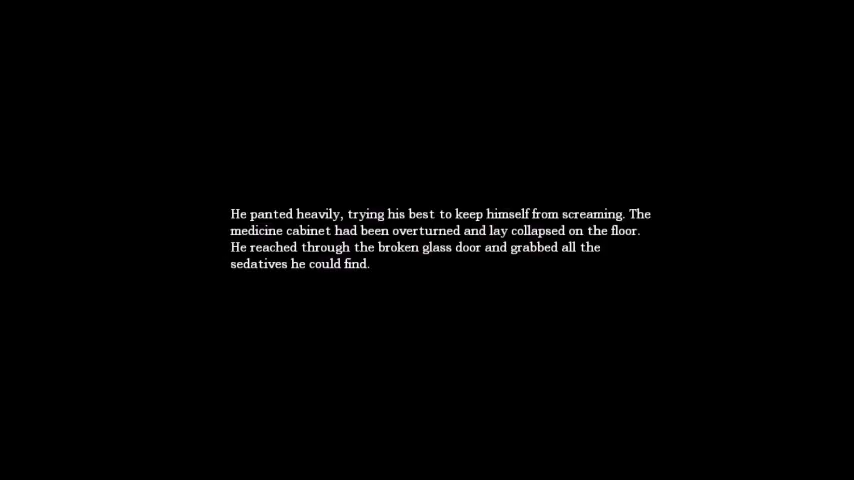 He panted heavily, trying his best to keep himself from screaming. The
medicine cabinet had been overturned and lay collapsed on the floor.
He reached through the broken glass door and grabbed all the
sedatives he could find.